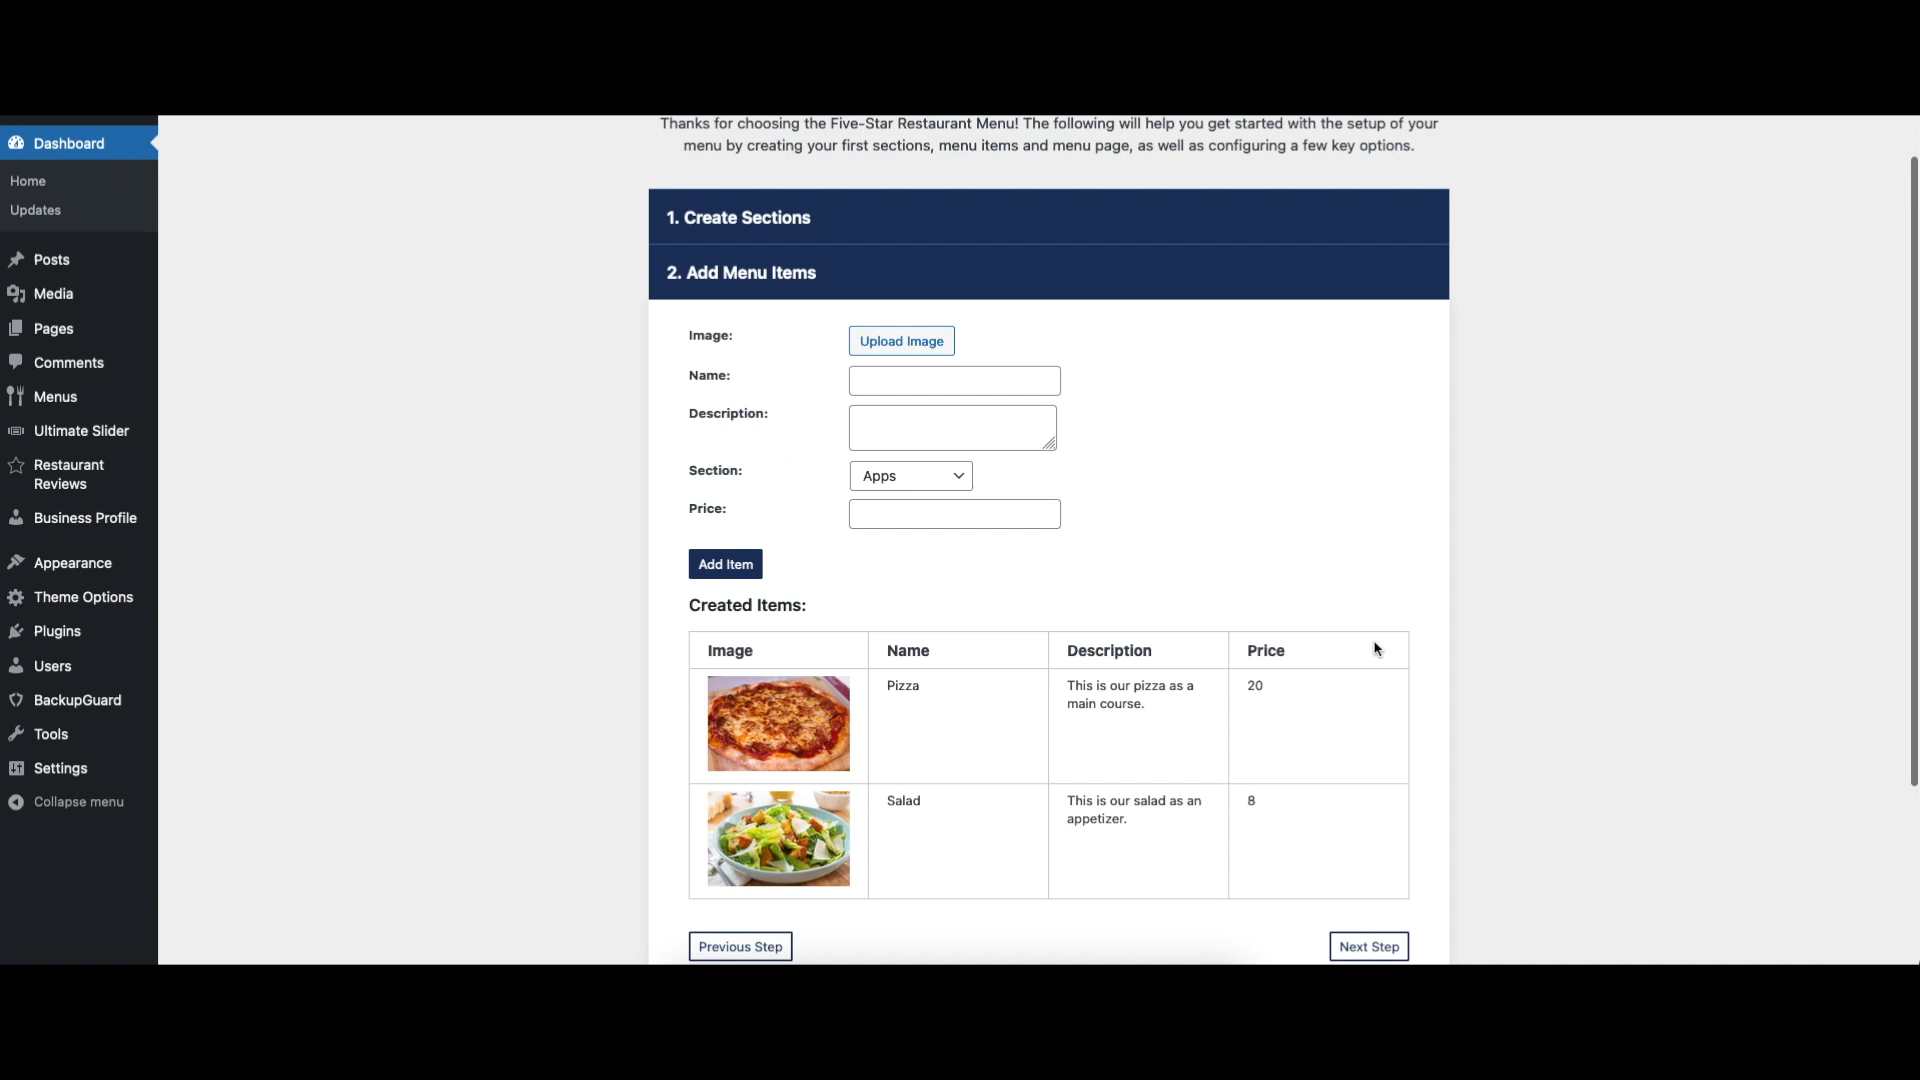 Thanks for choosing the Five-Star Restaurant Menu! The following will help you get started with the setup of your
menu by creating your first sections, menu items and menu page, as well as configuring a few key options.
Dashboard
Home
Updates
Posts
Media
Pages
Comments
Menus
Ultimate Slider
Restaurant
Reviews
Business Profile
Appearance
Theme Options
Plugins
Users
BackupGuard
Tools
Settings
Collapse menu
1. Create Sections
2. Add Menu Items
Image:
Upload Image
Name:
Description:
Section:
Apps
Price:
Add Item
Created Items:
Image Name Description Price
Pizza This is our pizza as a 20
main course.
Salad This is our salad as an 8
appetizer.
Previous Step Next Step